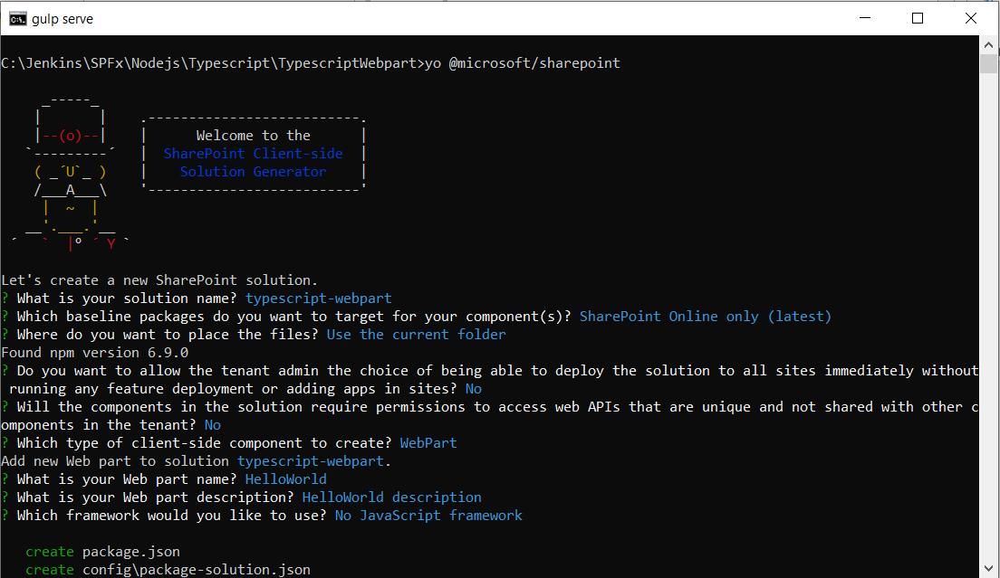 gulp serve
C:\Jenkins\SPFx\Nodejs\Typescript\TypescriptWebpart>yo @microsoft/sharepoint
     _-----_
    |       |    .--------------------------.
    |--(o)--|    |      Welcome to the      |
   `---------´   |  SharePoint Client-side  |
    ( _´U`_ )    |    Solution Generator    |
    /___A___\    '--------------------------'
     |  ~  |
   __'.___.'__
 ´   `  |° ´ Y `
Let's create a new SharePoint solution.
? What is your solution name? typescript-webpart
? Which baseline packages do you want to target for your component(s)? SharePoint Online only (latest)
? Where do you want to place the files? Use the current folder
Found npm version 6.9.0
? Do you want to allow the tenant admin the choice of being able to deploy the solution to all sites immediately without
 running any feature deployment or adding apps in sites? No
? Will the components in the solution require permissions to access web APIs that are unique and not shared with other c
omponents in the tenant? No
? Which type of client-side component to create? WebPart
Add new Web part to solution typescript-webpart.
? What is your Web part name? HelloWorld
? What is your Web part description? HelloWorld description
? Which framework would you like to use? No JavaScript framework
   create package.json
   create config\package-solution.json